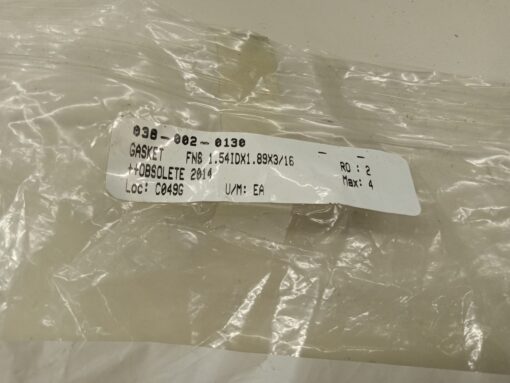 038-002-0130 - -
GASKET FNB 1.54IDX1.89X3/16 RO : 2
++OBSOLETE 2014 Max: 4
Loc: C049G U/M: EA